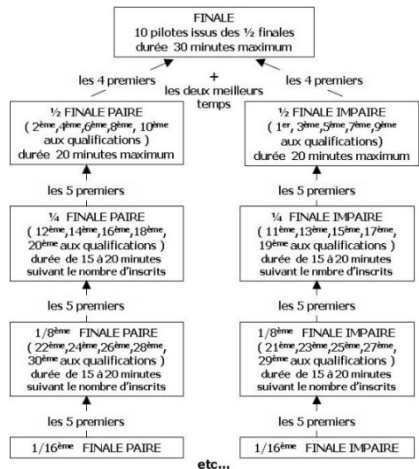 FINALE
10 pilotes issus des ½ finales
durée 30 minutes maximum
les 4 premiers
+
les deux meilleurs
temps
les 4 premiers
½ FINALE PAIRE
( 2ème,4ème,6ème,8ème, 10ème
aux qualifications )
durée 20 minutes maximum
½ FINALE IMPAIRE
( 1er, 3ème,5ème,7ème,9ème
aux qualifications)
durée 20 minutes maximum
les 5 premiers
les 5 premiers
¼ FINALE PAIRE
( 12ème,14ème,16ème,18ème,
20ème aux qualifications )
durée de 15 à 20 minutes
suivant le nombre d'inscrits
¼ FINALE IMPAIRE
( 11ème,13ème,15ème,17ème,
19ème aux qualifications )
durée de 15 à 20 minutes
suivant le nmbre d'inscrits
les 5 premiers
les 5 premiers
1/8ème FINALE PAIRE
( 22ème,24ème,26ème,28ème,
30ème aux qualifications )
durée de 15 à 20 minutes
suivant le nombre d'inscrits
1/8ème FINALE IMPAIRE
( 21ème,23ème,25ème,27ème,
29ème aux qualifications )
durée de 15 à 20 minutes
suivant le nombre d'inscrits
les 5 premiers
les 5 premiers
1/16ème FINALE PAIRE
1/16ème FINALE IMPAIRE
etc...